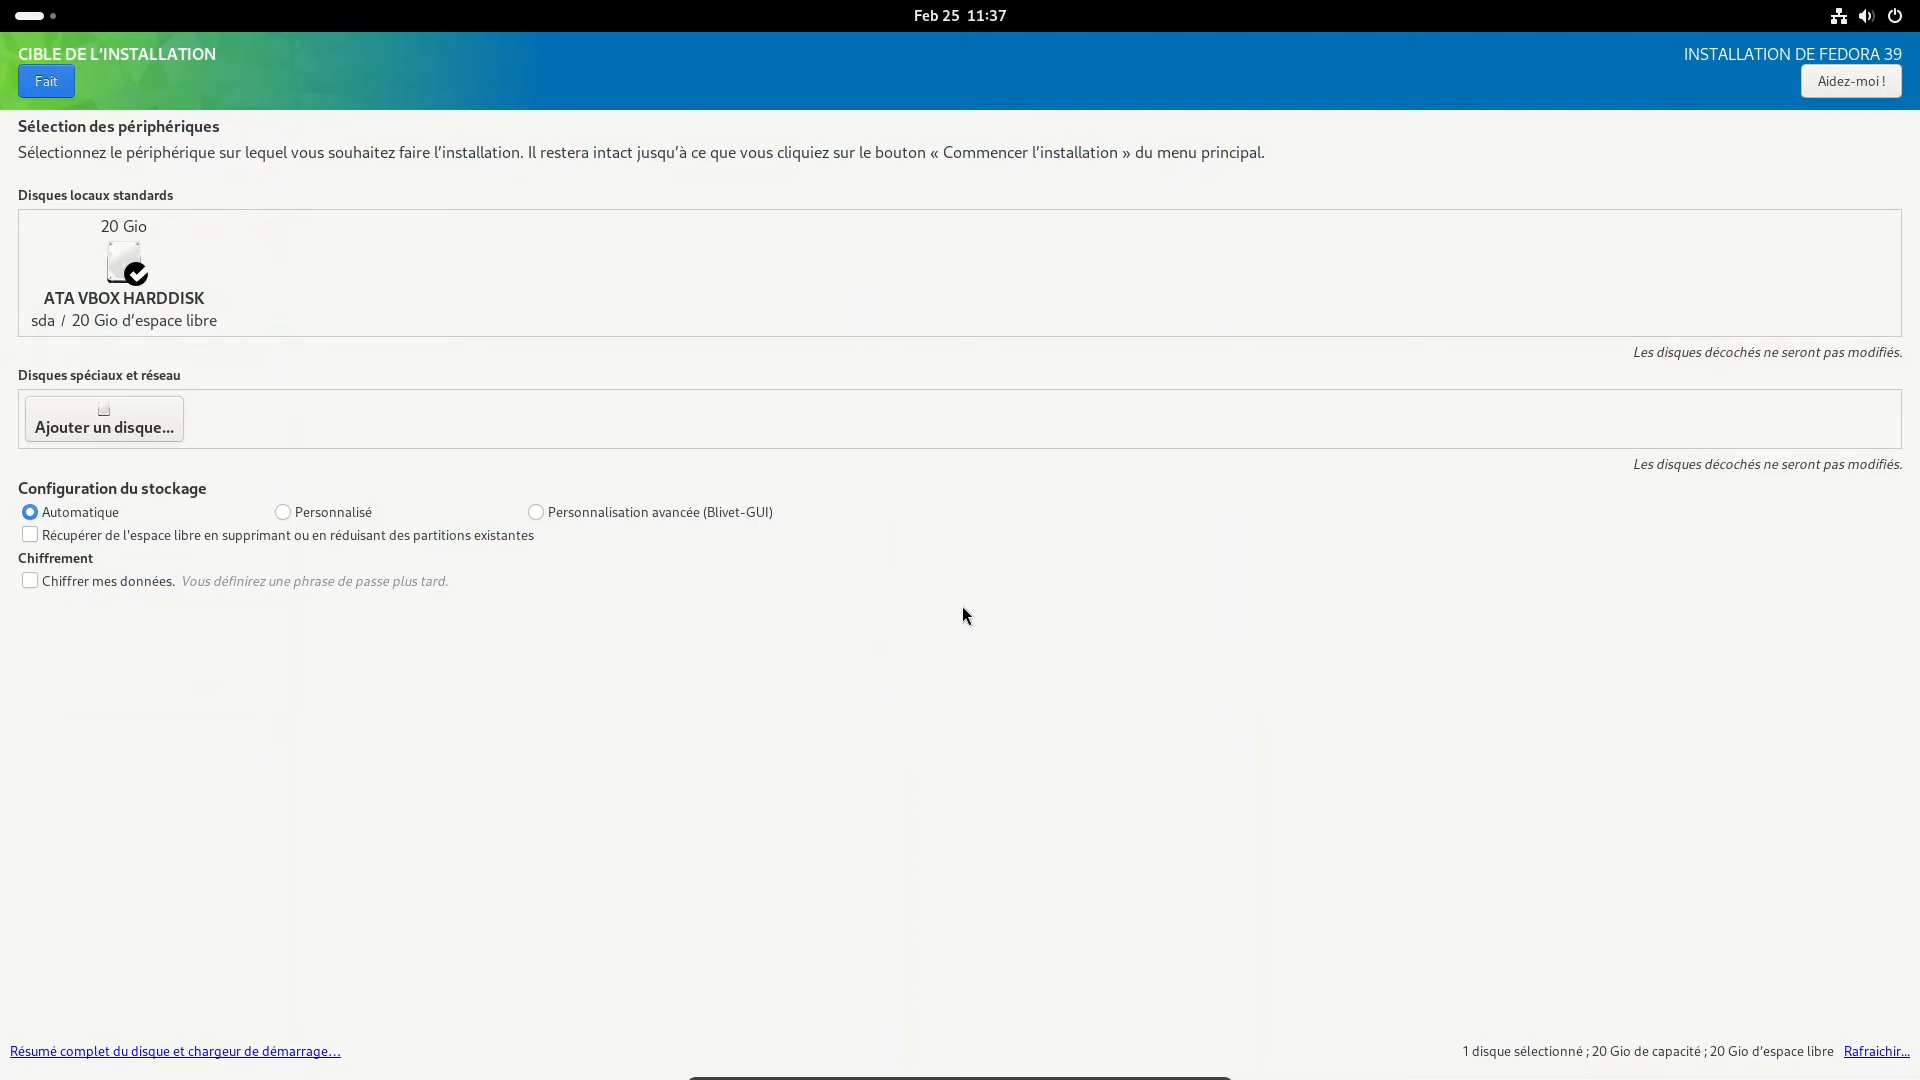 Feb 25 11:37
CIBLE DE L'INSTALLATION
INSTALLATION DE FEDORA 39
Fait
Aidez-moi !
Sélection des périphériques
Sélectionnez le périphérique sur lequel vous souhaitez faire l’installation. Il restera intact jusqu’à ce que vous cliquiez sur le bouton « Commencer l’installation » du menu principal.
Disques locaux standards
20 Gio
ATA VBOX HARDDISK
sda / 20 Gio d’espace libre
Les disques décochés ne seront pas modifiés.
Disques spéciaux et réseau
Ajouter un disque...
Les disques décochés ne seront pas modifiés.
Configuration du stockage
Automatique
Personnalisé
Personnalisation avancée (Blivet-GUI)
Récupérer de l'espace libre en supprimant ou en réduisant des partitions existantes
Chiffrement
Chiffrer mes données. Vous définirez une phrase de passe plus tard.
Résumé complet du disque et chargeur de démarrage...
1 disque sélectionné ; 20 Gio de capacité ; 20 Gio d’espace libre
Rafraichir...